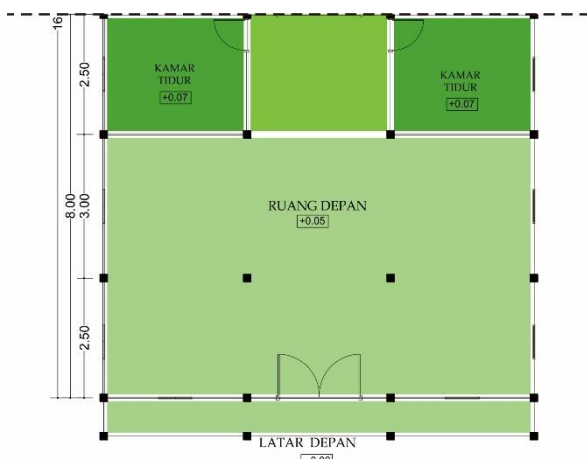 16
2.50
8.00
3.00
2.50
KAMAR
TIDUR
+0.07
KAMAR
TIDUR
+0.07
RUANG DEPAN
+0.05
LATAR DEPAN